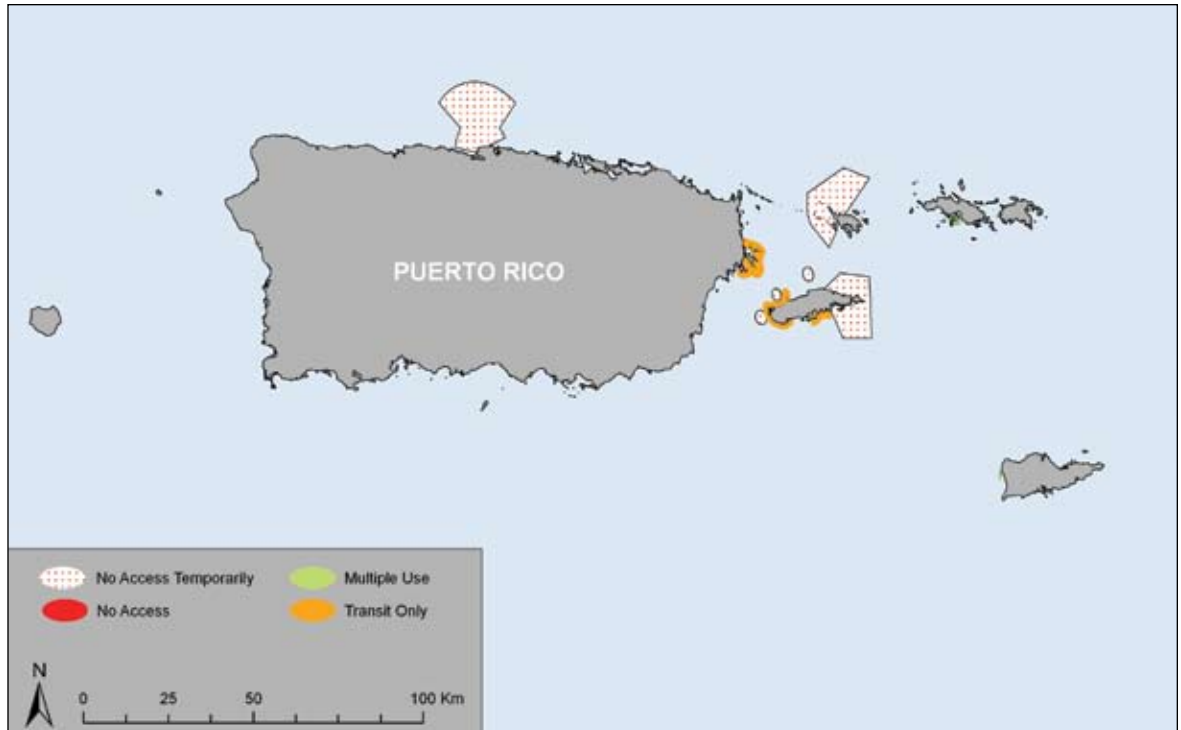 PUERTO RICO
No Access Temporarily
Multiple Use
No Access
Transit Only
N
0 25 50 100 Km